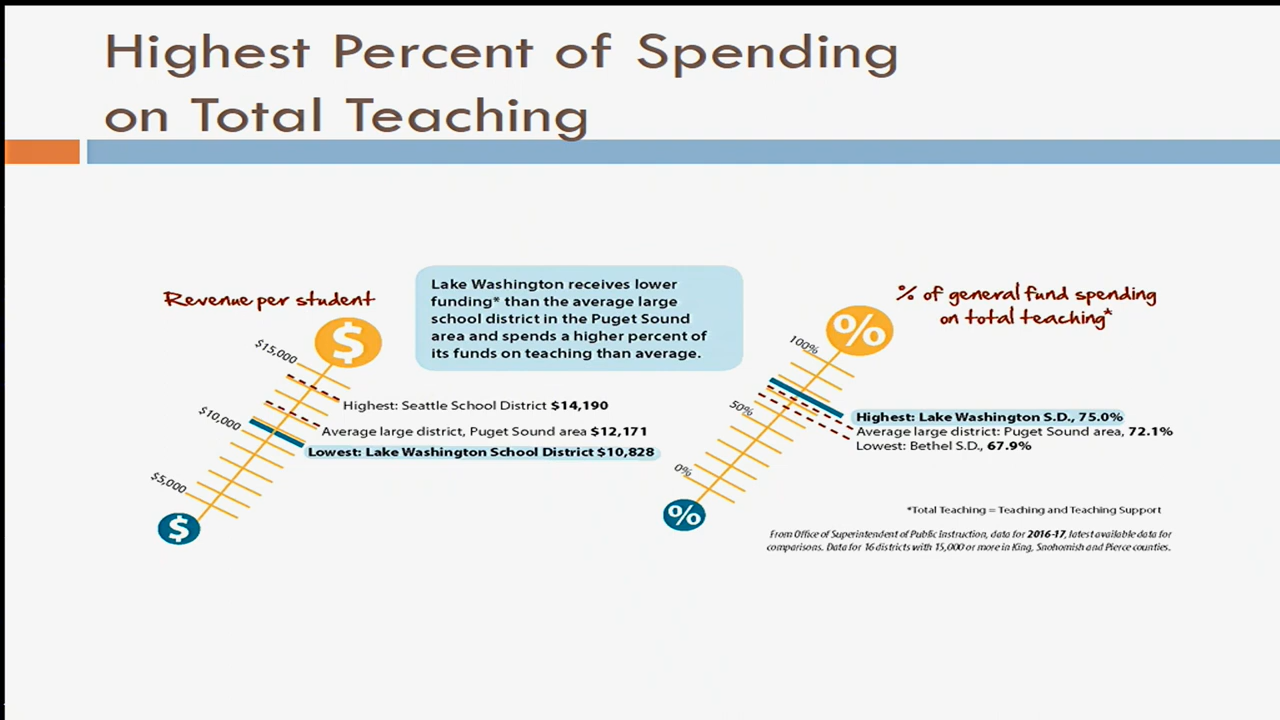 Highest Percent of Spending
on Total Teaching
Revenue per student
$
$15,000
$10,000
$5,000
$
Highest: Seattle School District $14,190
Average large district, Puget Sound area $12,171
Lowest: Lake Washington School District $10,828
Lake Washington receives lower
funding* than the average large
school district in the Puget Sound
area and spends a higher percent of
its funds on teaching than average.
% of general fund spending
on total teaching*
%
100%
50%
0%
%
Highest: Lake Washington S.D., 75.0%
Average large district: Puget Sound area, 72.1%
Lowest: Bethel S.D., 67.9%
*Total Teaching = Teaching and Teaching Support
From Office of Superintendent of Public Instruction, data for 2016-17, latest available data for
comparisons. Data for 16 districts with 15,000 or more in King, Snohomish and Pierce counties.